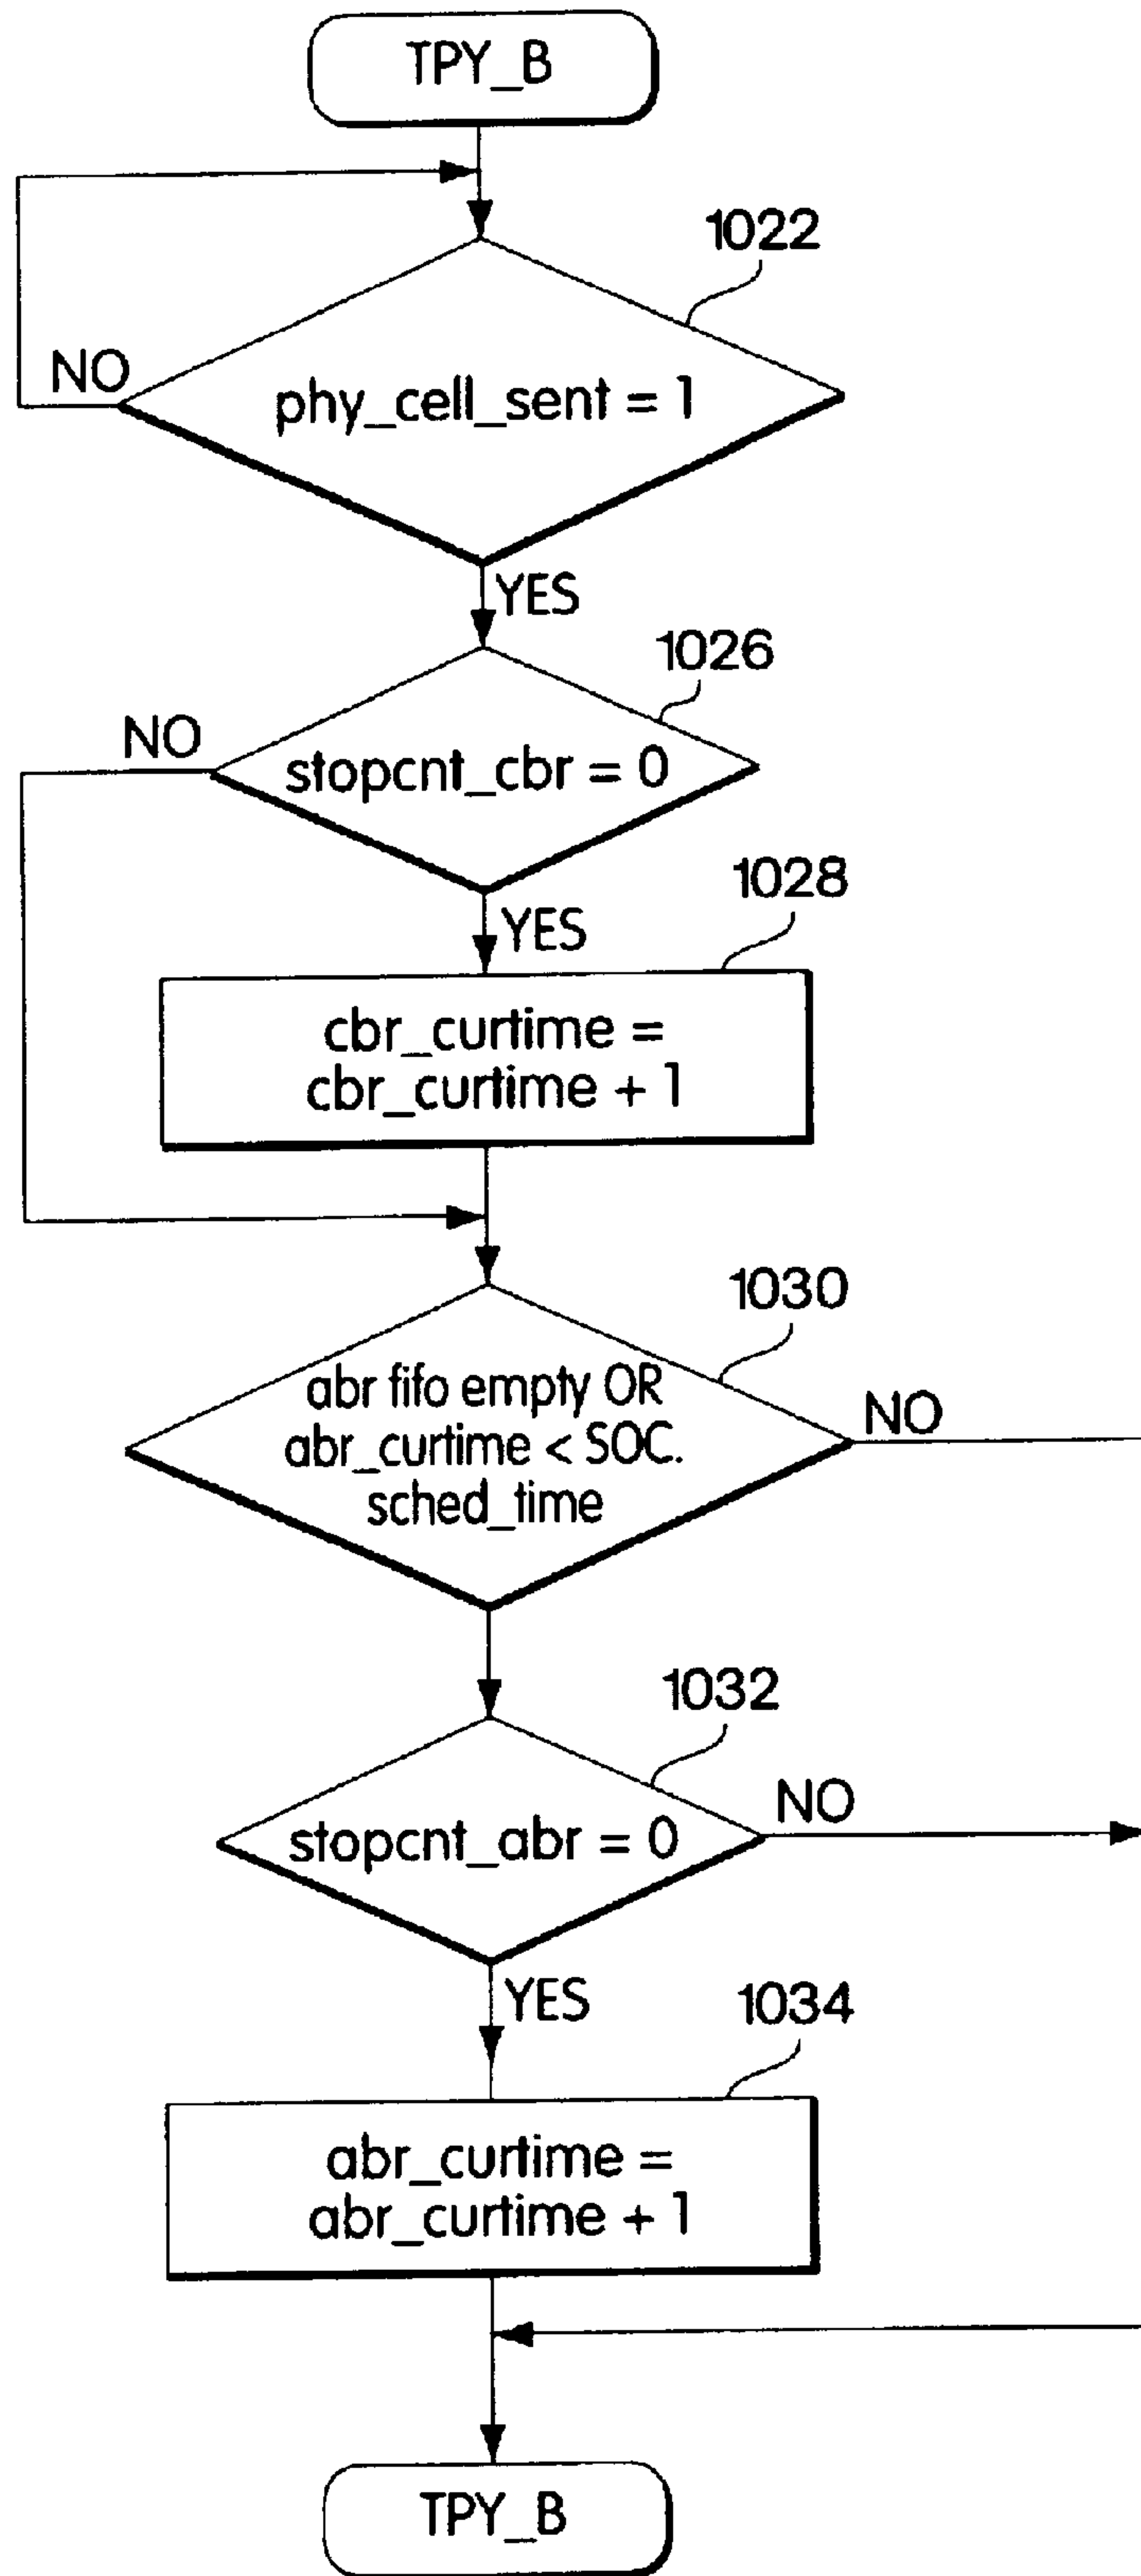 TPY_B
1022
NO
phy_cell_sent = 1
YES
1026
NO
stopcnt_cbr = 0
1028
YES
cbr_curtime =
cbr_curtime + 1
1030
abr fifo empty OR
NO
abr_curtime < SOC.
sched_time
1032
NO
stopcnt_abr = 0
YES
1034
abr_curtime =
abr_curtime + 1
TPY_B